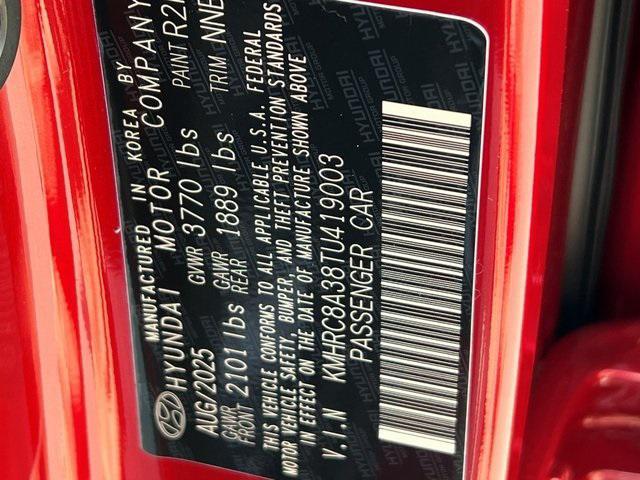 MANUFACTURED IN KOREA BY
HYUNDAI MOTOR COMPANY
AUG/2025 GVWR 3770 lbs PAINT
GAWR FRONT 2101 lbs GAWR REAR 1889 lbs TRIM
THIS VEHICLE CONFORMS TO ALL APPLICABLE U.S.A. FEDERAL
MOTOR VEHICLE SAFETY, BUMPER, AND THEFT PREVENTION STANDARDS
IN EFFECT ON THE DATE OF MANUFACTURE SHOWN ABOVE
V.I.N KMHRC8A38TU419003
PASSENGER CAR